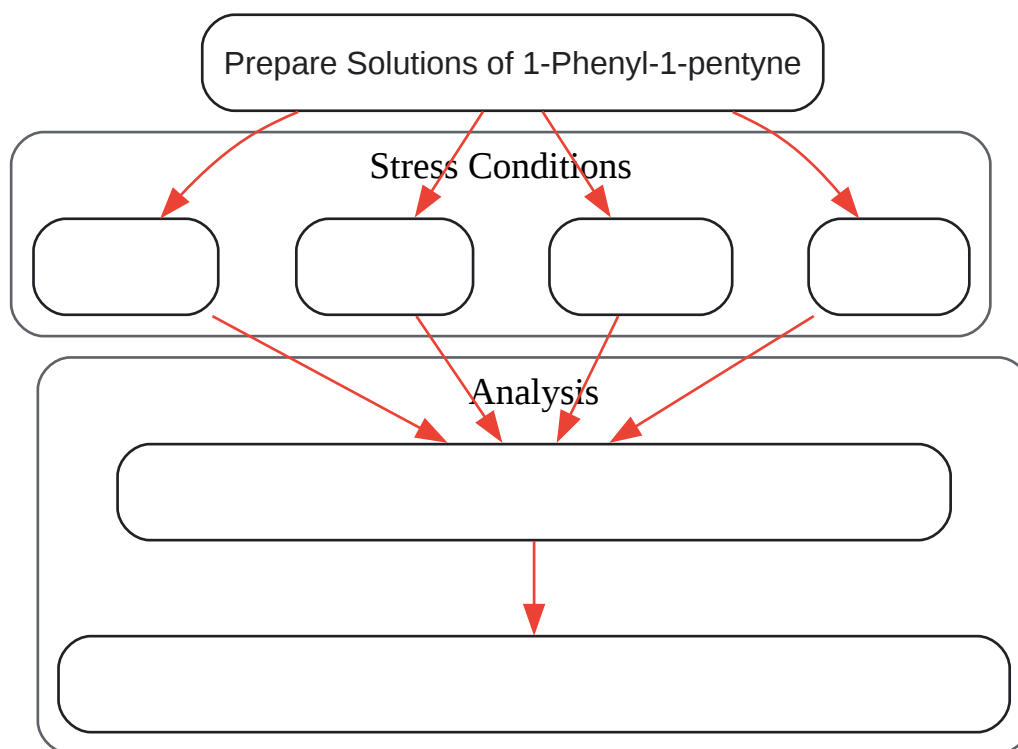 Prepare Solutions of 1-Phenyl-1-pentyne
Stress Conditions
Analysis